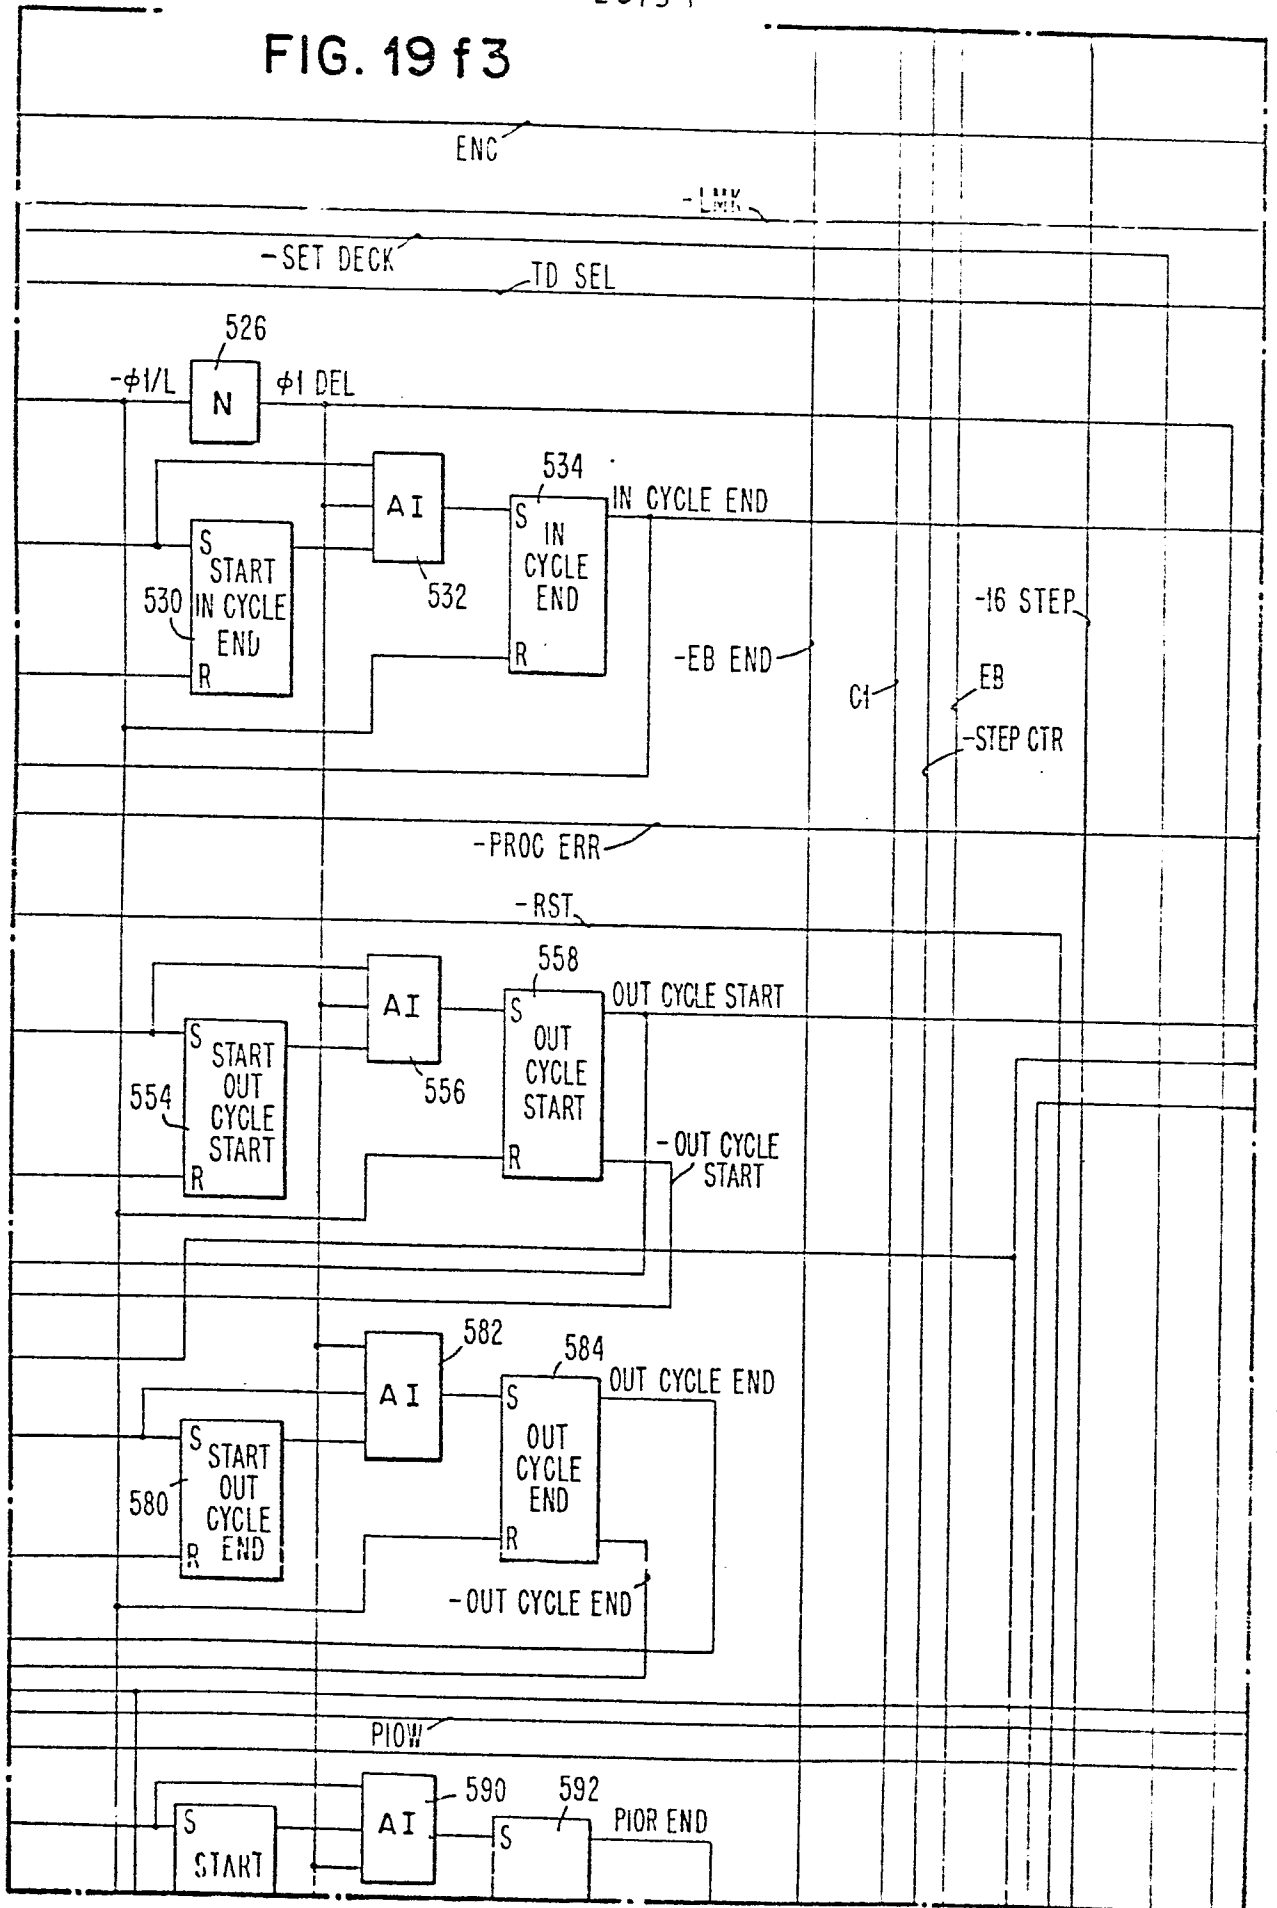 FIG. 19 f3
ENC
-LMK
-SET DECK
TD SEL
526
-φ1/L
N
φ1 DEL
AI
532
534
S
IN
CYCLE
END
R
IN CYCLE END
530
S
START
IN CYCLE
END
R
-16 STEP
-EB END
C1
EB
-STEP CTR
-PROC ERR
-RST
AI
556
558
S
OUT
CYCLE
START
R
OUT CYCLE START
-OUT CYCLE
START
554
S
START
OUT
CYCLE
START
R
582
AI
584
S
OUT
CYCLE
END
R
OUT CYCLE END
580
S
START
OUT
CYCLE
END
R
-OUT CYCLE END
PIOW
AI
590
592
S
PIOR END
S
START